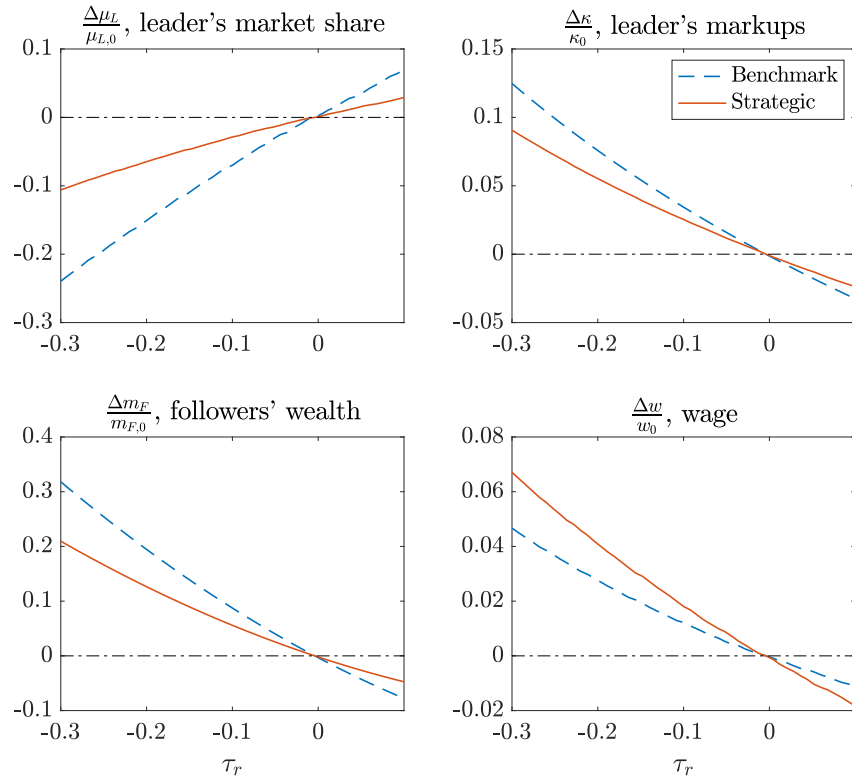 Δμ_L/μ_{L,0}, leader's market share
0.1
0
-0.1
-0.2
-0.3
-0.3 -0.2 -0.1 0
Δκ/κ_0, leader's markups
0.15
0.1
0.05
0
-0.05
-0.3 -0.2 -0.1 0
Benchmark
Strategic
Δm_F/m_{F,0}, followers' wealth
0.4
0.3
0.2
0.1
0
-0.1
-0.3 -0.2 -0.1 0
τ_r
Δw/w_0, wage
0.08
0.06
0.04
0.02
0
-0.02
-0.3 -0.2 -0.1 0
τ_r